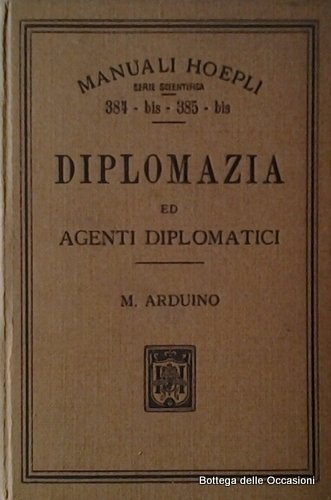 MANUALI HOEPLI
SERIE SCIENTIFICA
384 - bis - 385 - bis
DIPLOMAZIA
ED
AGENTI DIPLOMATICI
M. ARDUINO
Bottega delle Occasioni